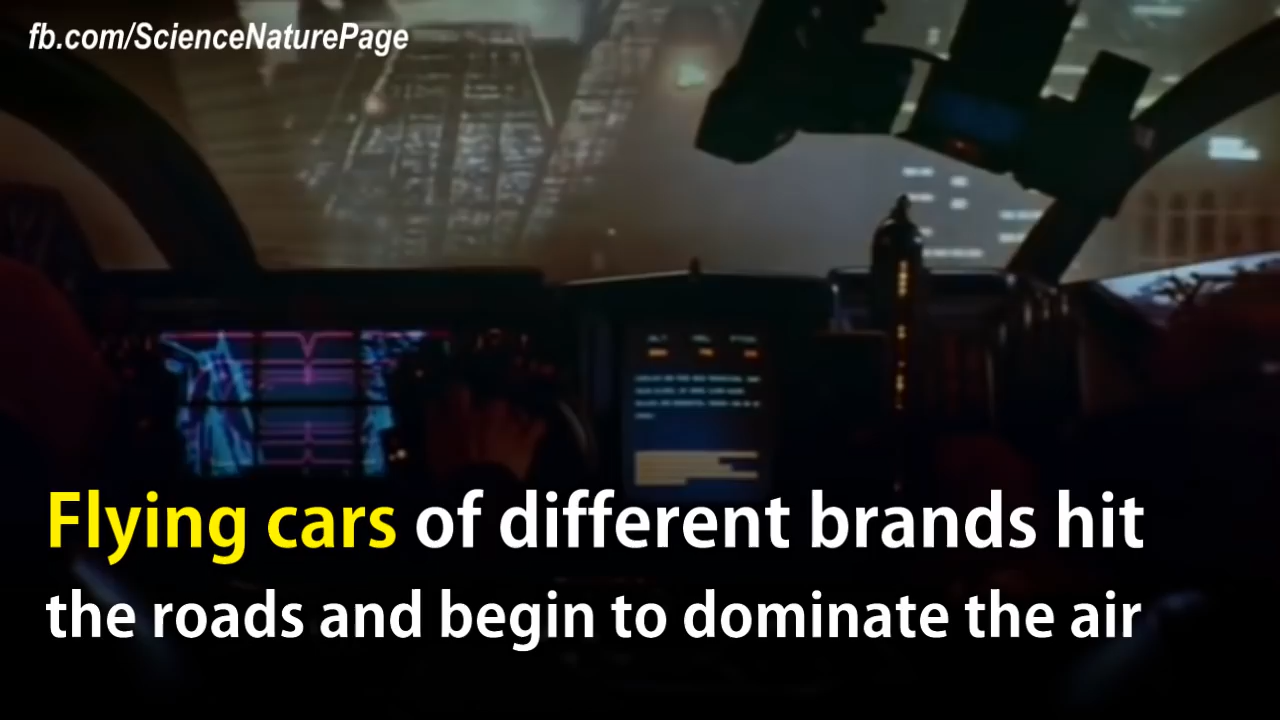 fb.com/ScienceNaturePage
Flying cars of different brands hit
the roads and begin to dominate the air